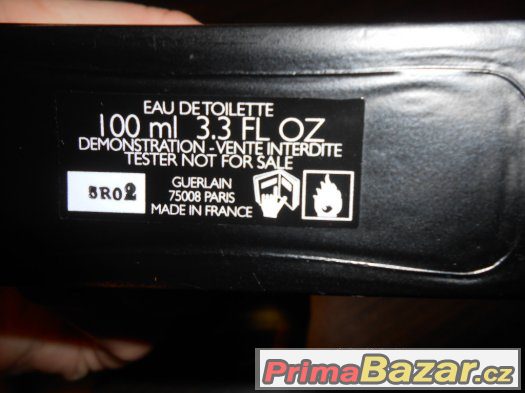 EAU DE TOILETTE
100 ml 3.3 FL OZ
DEMONSTRATION - VENTE INTERDITE
TESTER NOT FOR SALE
5R02
GUERLAIN
75008 PARIS
MADE IN FRANCE
PrimaBazar.cz